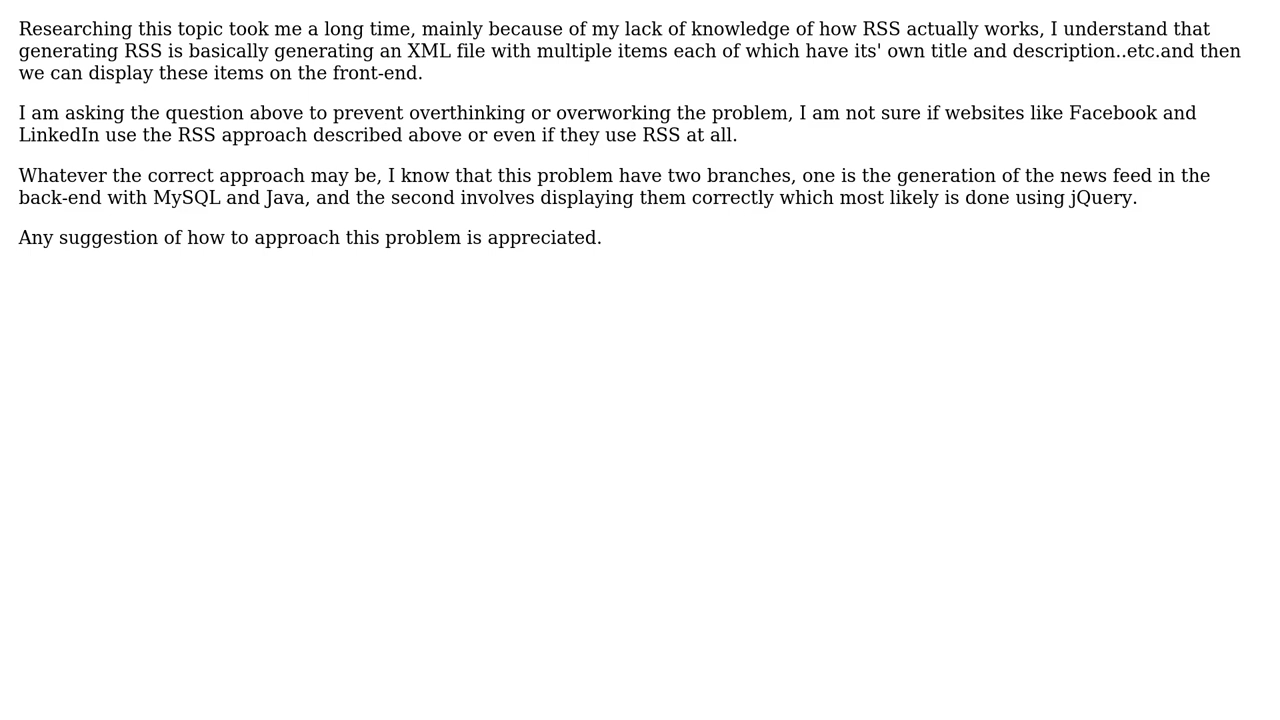 Researching this topic took me a long time, mainly because of my lack of knowledge of how RSS actually works, I understand that
generating RSS is basically generating an XML file with multiple items each of which have its' own title and description..etc.and then
we can display these items on the front-end.
I am asking the question above to prevent overthinking or overworking the problem, I am not sure if websites like Facebook and
LinkedIn use the RSS approach described above or even if they use RSS at all.
Whatever the correct approach may be, I know that this problem have two branches, one is the generation of the news feed in the
back-end with MySQL and Java, and the second involves displaying them correctly which most likely is done using jQuery.
Any suggestion of how to approach this problem is appreciated.